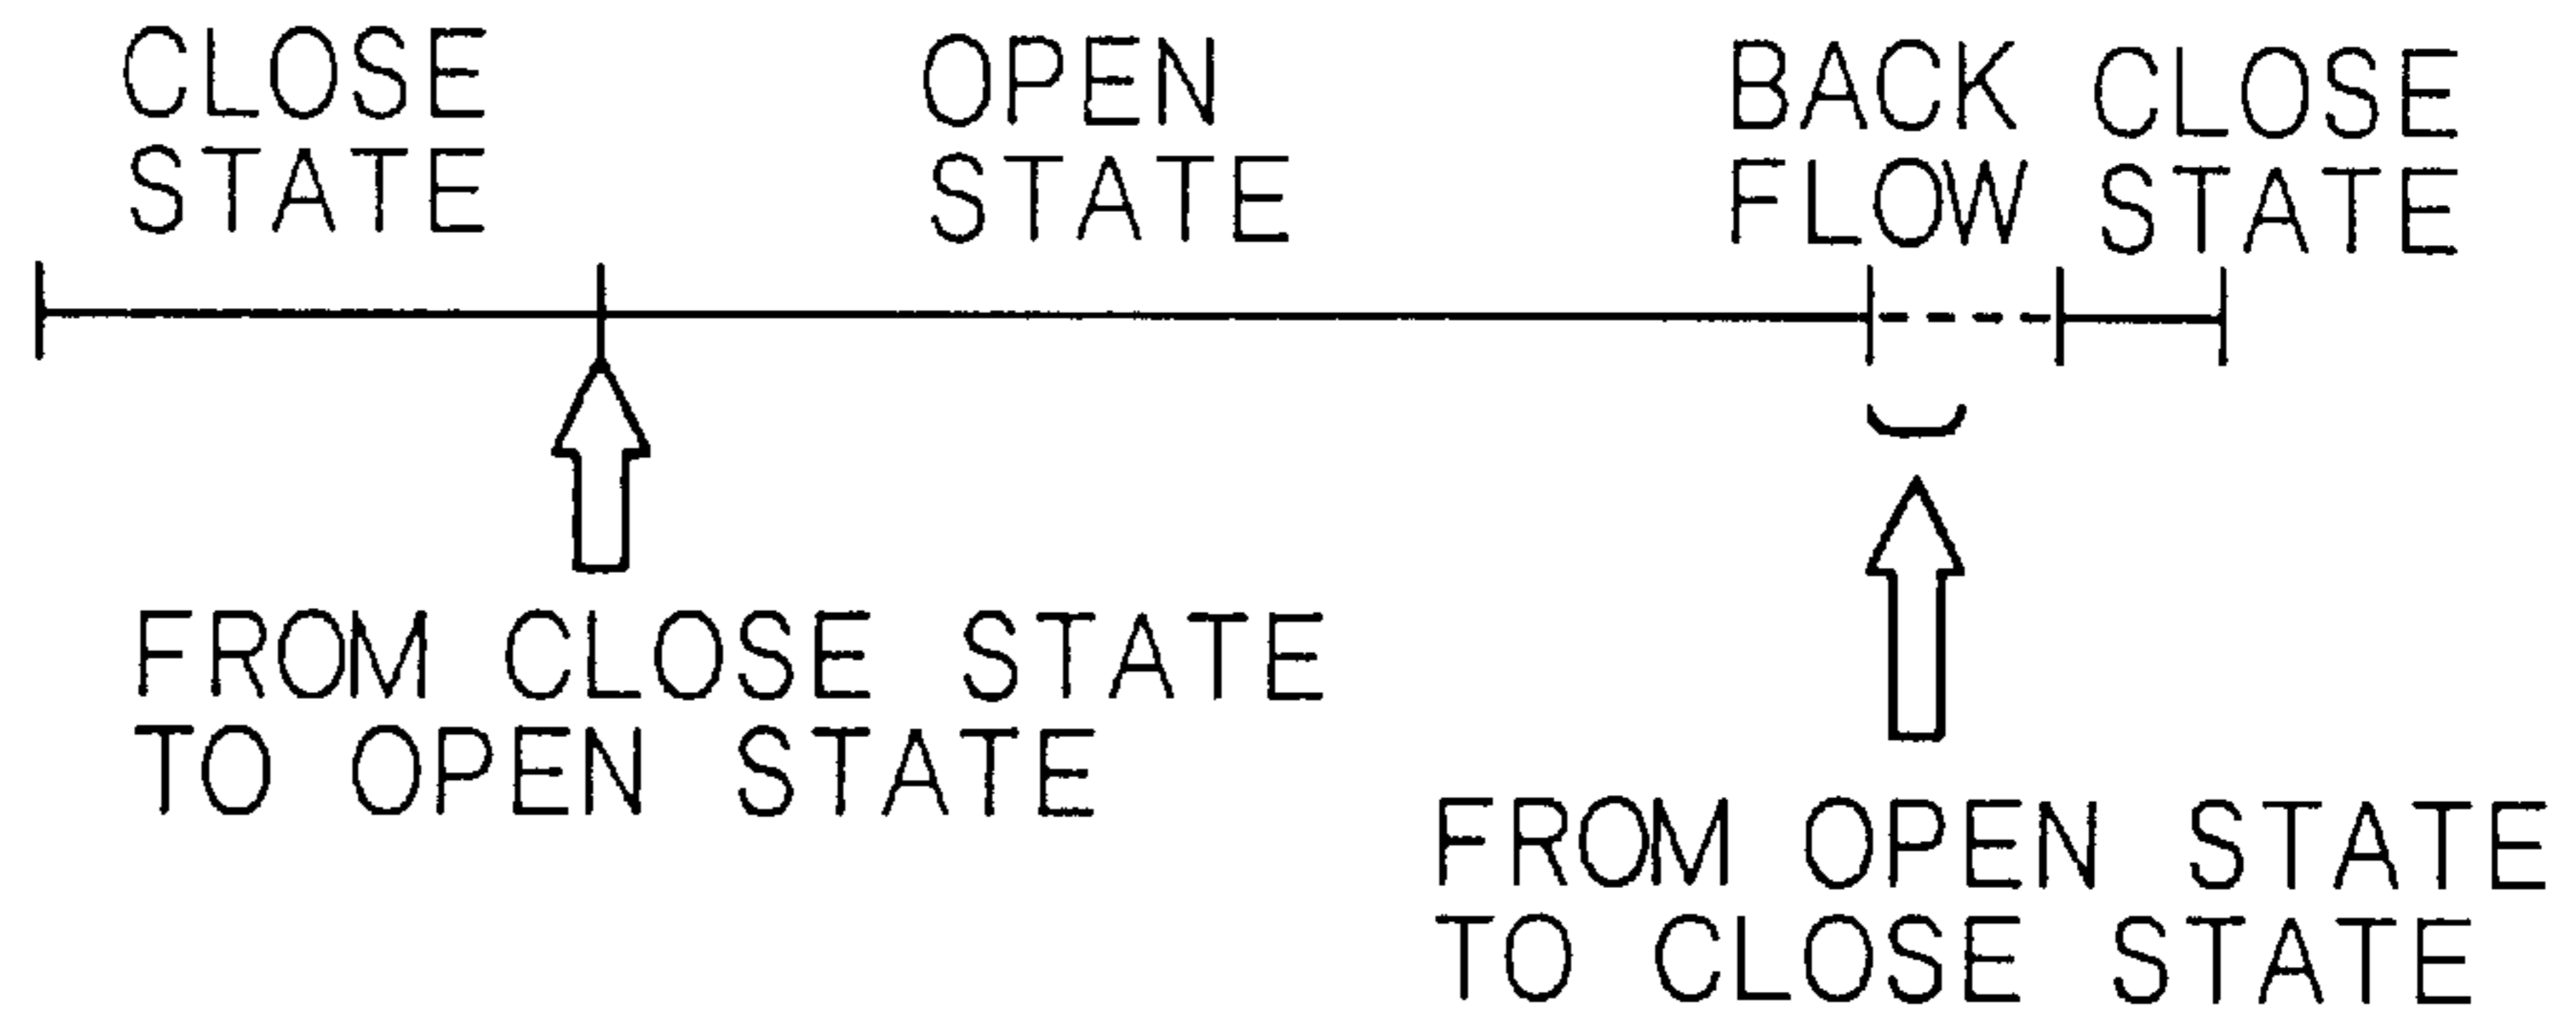 CLOSE
STATE
OPEN
STATE
BACK
FLOW
CLOSE
STATE
FROM CLOSE STATE
TO OPEN STATE
FROM OPEN STATE
TO CLOSE STATE